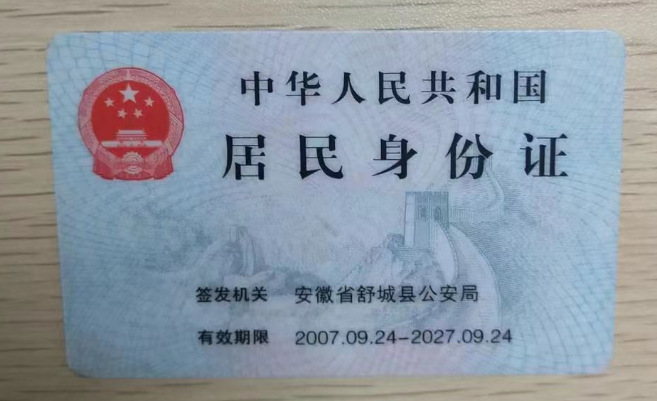 中华人民共和国
居民身份证
签发机关 安徽省舒城县公安局
有效期限 2007.09.24-2027.09.24